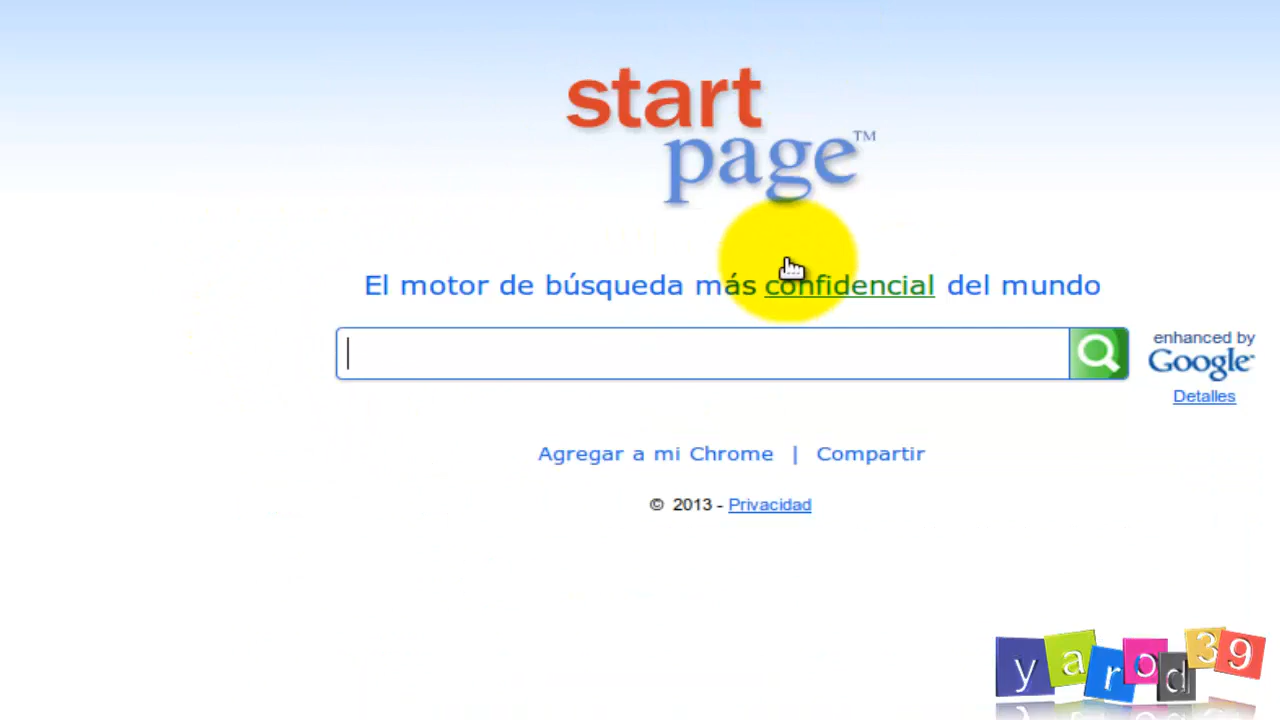 start
page™
El motor de búsqueda más confidencial del mundo
enhanced by
Google
Detalles
Agregar a mi Chrome | Compartir
© 2013 - Privacidad
yarod39